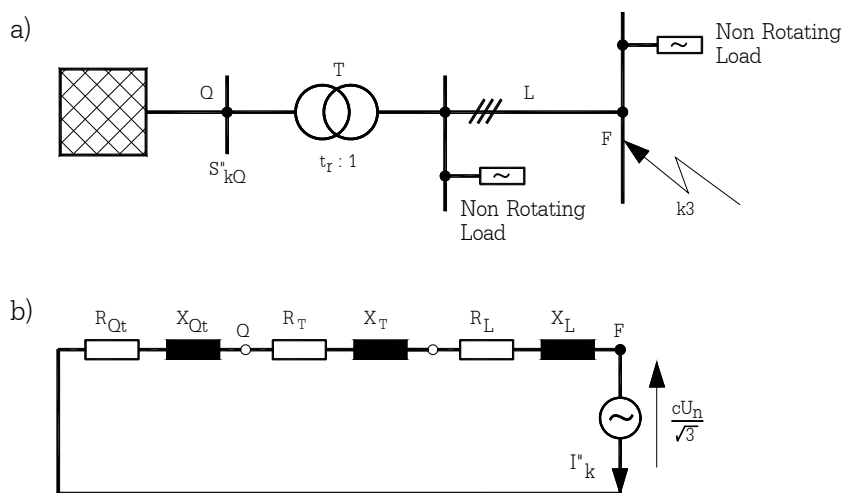 a)
Non Rotating
Load
Q
T
L
F
S"kQ
tr : 1
Non Rotating
Load
k3
b)
RQt
XQt
Q
RT
XT
RL
XL
F
cUn
√3
I"k